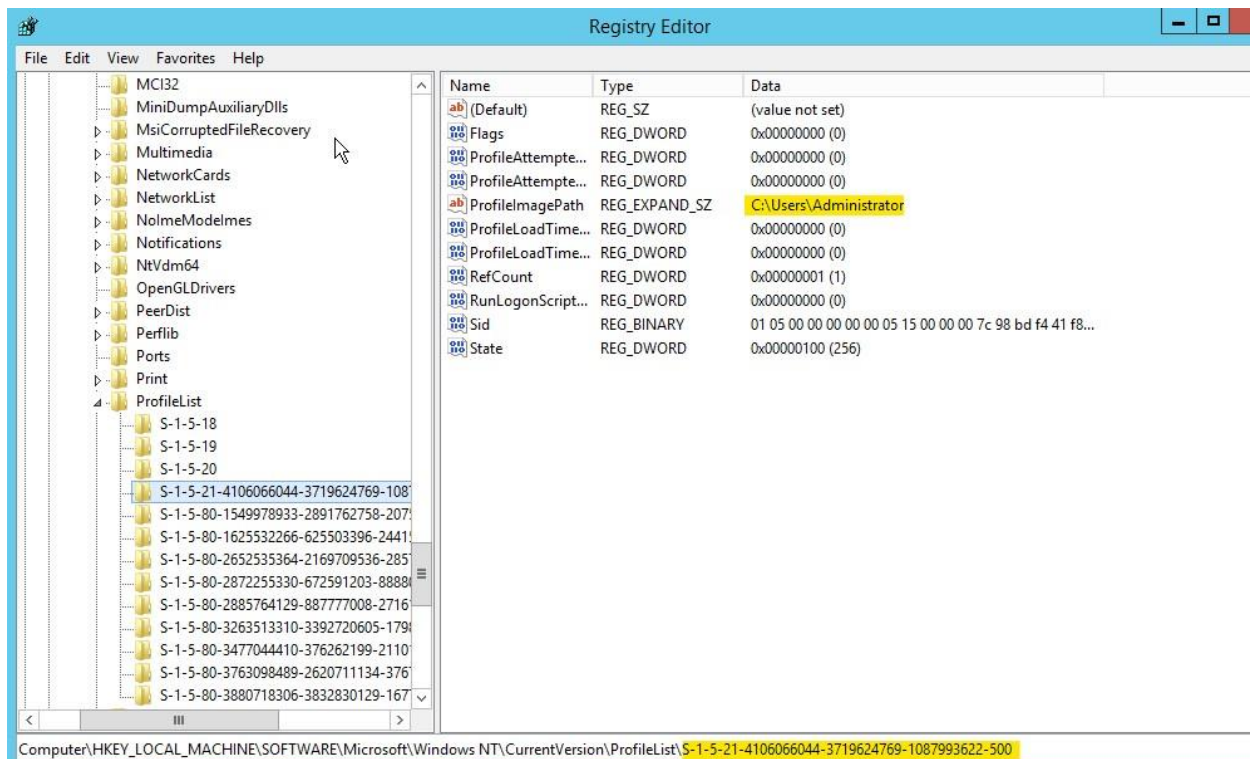 Registry Editor
File Edit View Favorites Help
MCI32
MiniDumpAuxiliaryDlls
MsiCorruptedFileRecovery
Multimedia
NetworkCards
NetworkList
NoImeModeImes
Notifications
NtVdm64
OpenGLDrivers
PeerDist
Perflib
Ports
Print
ProfileList
S-1-5-18
S-1-5-19
S-1-5-20
S-1-5-21-4106066044-3719624769-108
S-1-5-80-1549978933-2891762758-207
S-1-5-80-1625532266-625503396-2441
S-1-5-80-2652535364-2169709536-285
S-1-5-80-2872255330-672591203-8888
S-1-5-80-2885764129-887777008-2716
S-1-5-80-3263513310-3392720605-179
S-1-5-80-3477044410-376262199-2110
S-1-5-80-3763098489-2620711134-376
S-1-5-80-3880718306-3832830129-167
Name Type Data
(Default) REG_SZ (value not set)
Flags REG_DWORD 0x00000000 (0)
ProfileAttempte... REG_DWORD 0x00000000 (0)
ProfileAttempte... REG_DWORD 0x00000000 (0)
ProfileImagePath REG_EXPAND_SZ C:\Users\Administrator
ProfileLoadTime... REG_DWORD 0x00000000 (0)
ProfileLoadTime... REG_DWORD 0x00000000 (0)
RefCount REG_DWORD 0x00000001 (1)
RunLogonScript... REG_DWORD 0x00000000 (0)
Sid REG_BINARY 01 05 00 00 00 00 00 05 15 00 00 00 7c 98 bd f4 41 f8...
State REG_DWORD 0x00000100 (256)
Computer\HKEY_LOCAL_MACHINE\SOFTWARE\Microsoft\Windows NT\CurrentVersion\ProfileList\S-1-5-21-4106066044-3719624769-1087993622-500